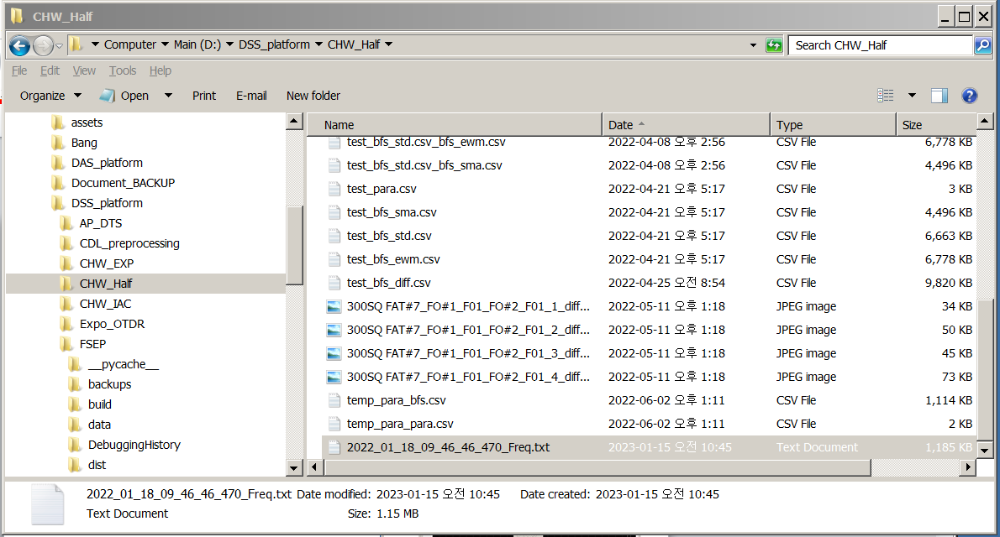 CHW_Half
Computer Main (D:) DSS_platform CHW_Half Search CHW_Half
File Edit View Tools Help
Organize Open Print E-mail New folder
assets
Bang
DAS_platform
Document_BACKUP
DSS_platform
AP_DTS
CDL_preprocessing
CHW_EXP
CHW_Half
CHW_IAC
Expo_OTDR
FSEP
__pycache__
backups
build
data
DebuggingHistory
dist
Name Date Type Size
test_bfs_std.csv_bfs_ewm.csv 2022-04-08 오후 2:56 CSV File 6,778 KB
test_bfs_std.csv_bfs_sma.csv 2022-04-08 오후 2:56 CSV File 4,496 KB
test_para.csv 2022-04-21 오후 5:17 CSV File 3 KB
test_bfs_sma.csv 2022-04-21 오후 5:17 CSV File 4,496 KB
test_bfs_std.csv 2022-04-21 오후 5:17 CSV File 6,663 KB
test_bfs_ewm.csv 2022-04-21 오후 5:17 CSV File 6,778 KB
test_bfs_diff.csv 2022-04-25 오전 8:54 CSV File 9,820 KB
300SQ FAT#7_FO#1_F01_FO#2_F01_1_diff... 2022-05-11 오후 1:18 JPEG image 34 KB
300SQ FAT#7_FO#1_F01_FO#2_F01_2_diff... 2022-05-11 오후 1:18 JPEG image 50 KB
300SQ FAT#7_FO#1_F01_FO#2_F01_3_diff... 2022-05-11 오후 1:18 JPEG image 45 KB
300SQ FAT#7_FO#1_F01_FO#2_F01_4_diff... 2022-05-11 오후 1:18 JPEG image 73 KB
temp_para_bfs.csv 2022-06-02 오후 1:11 CSV File 1,114 KB
temp_para_para.csv 2022-06-02 오후 1:11 CSV File 2 KB
2022_01_18_09_46_46_470_Freq.txt 2023-01-15 오전 10:45 Text Document 1,185 KB
2022_01_18_09_46_46_470_Freq.txt Date modified: 2023-01-15 오전 10:45 Date created: 2023-01-15 오전 10:45
Text Document Size: 1.15 MB